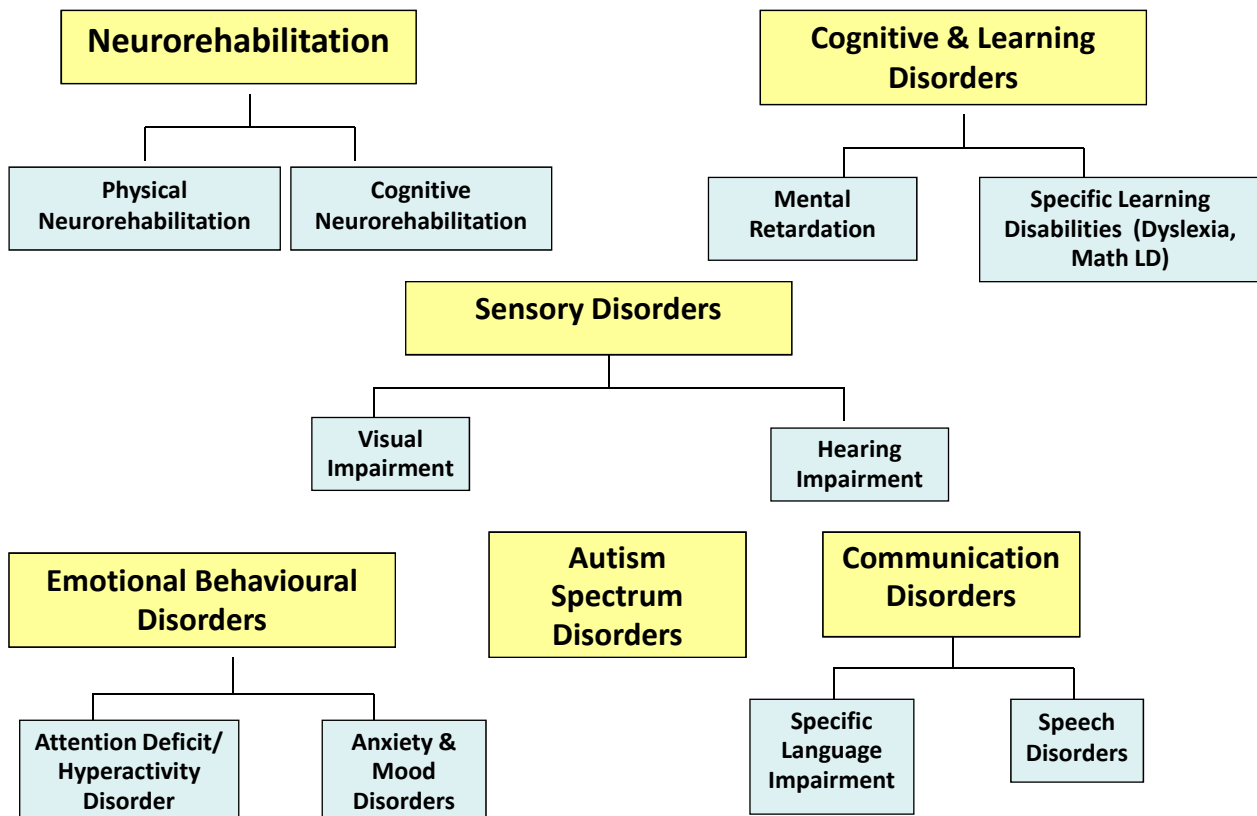 Neurorehabilitation
Cognitive & Learning
Disorders
Physical
Neurorehabilitation
Cognitive
Neurorehabilitation
Mental
Retardation
Specific Learning
Disabilities (Dyslexia,
Math LD)
Sensory Disorders
Visual
Impairment
Hearing
Impairment
Emotional Behavioural
Disorders
Autism
Spectrum
Disorders
Communication
Disorders
Attention Deficit/
Hyperactivity
Disorder
Anxiety &
Mood
Disorders
Specific
Language
Impairment
Speech
Disorders